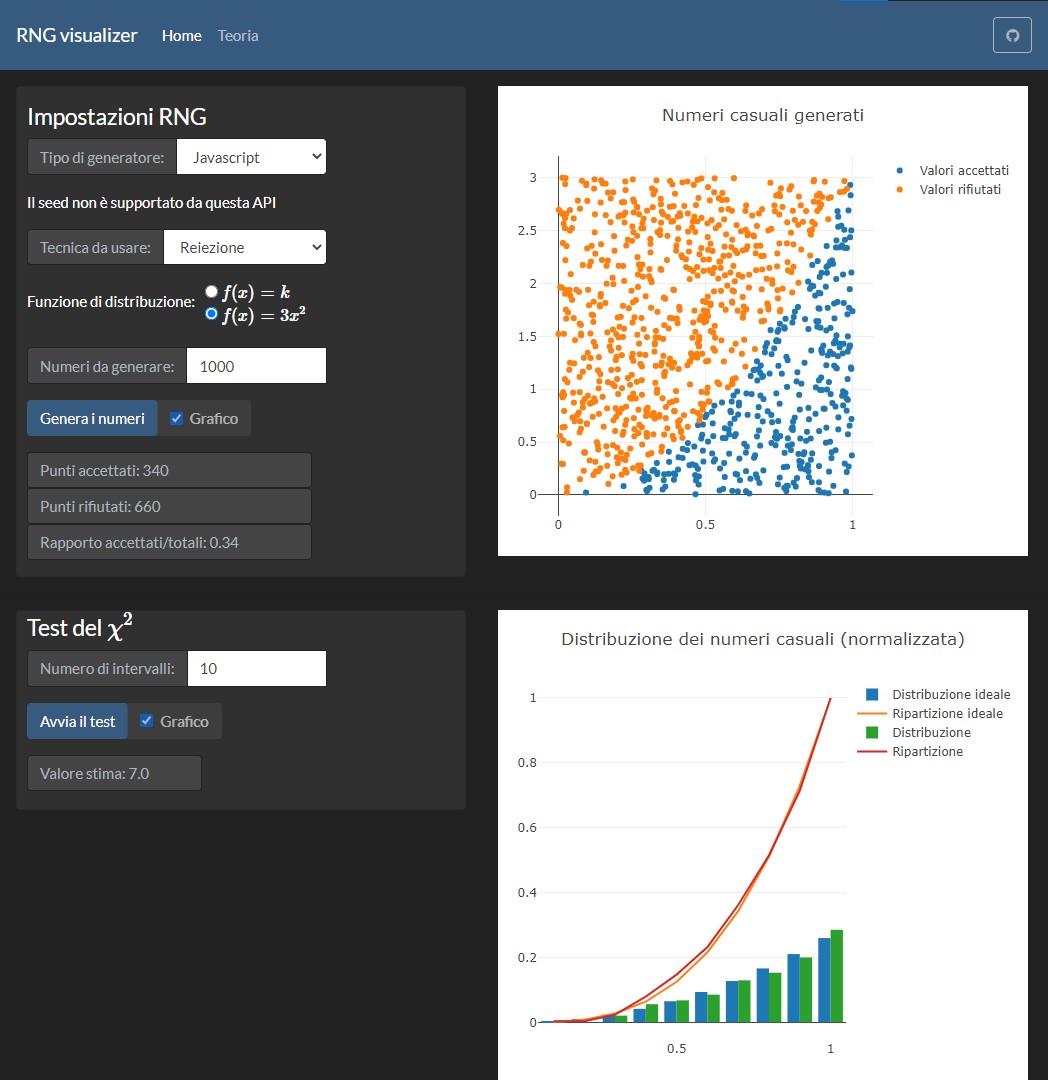 RNG visualizer Home Teoria
Impostazioni RNG
Tipo di generatore: Javascript
Il seed non è supportato da questa API
Tecnica da usare: Reiezione
Funzione di distribuzione:
f(x) = k
f(x) = 3x²
Numeri da generare: 1000
Genera i numeri Grafico
Punti accettati: 340
Punti rifiutati: 660
Rapporto accettati/totali: 0.34
Numeri casuali generati
Valori accettati
Valori rifiutati
3
2.5
2
1.5
1
0.5
0
0 0.5 1
Test del χ²
Numero di intervalli: 10
Avvia il test Grafico
Valore stima: 7.0
Distribuzione dei numeri casuali (normalizzata)
Distribuzione ideale
Ripartizione ideale
Distribuzione
Ripartizione
1
0.8
0.6
0.4
0.2
0
0.5 1